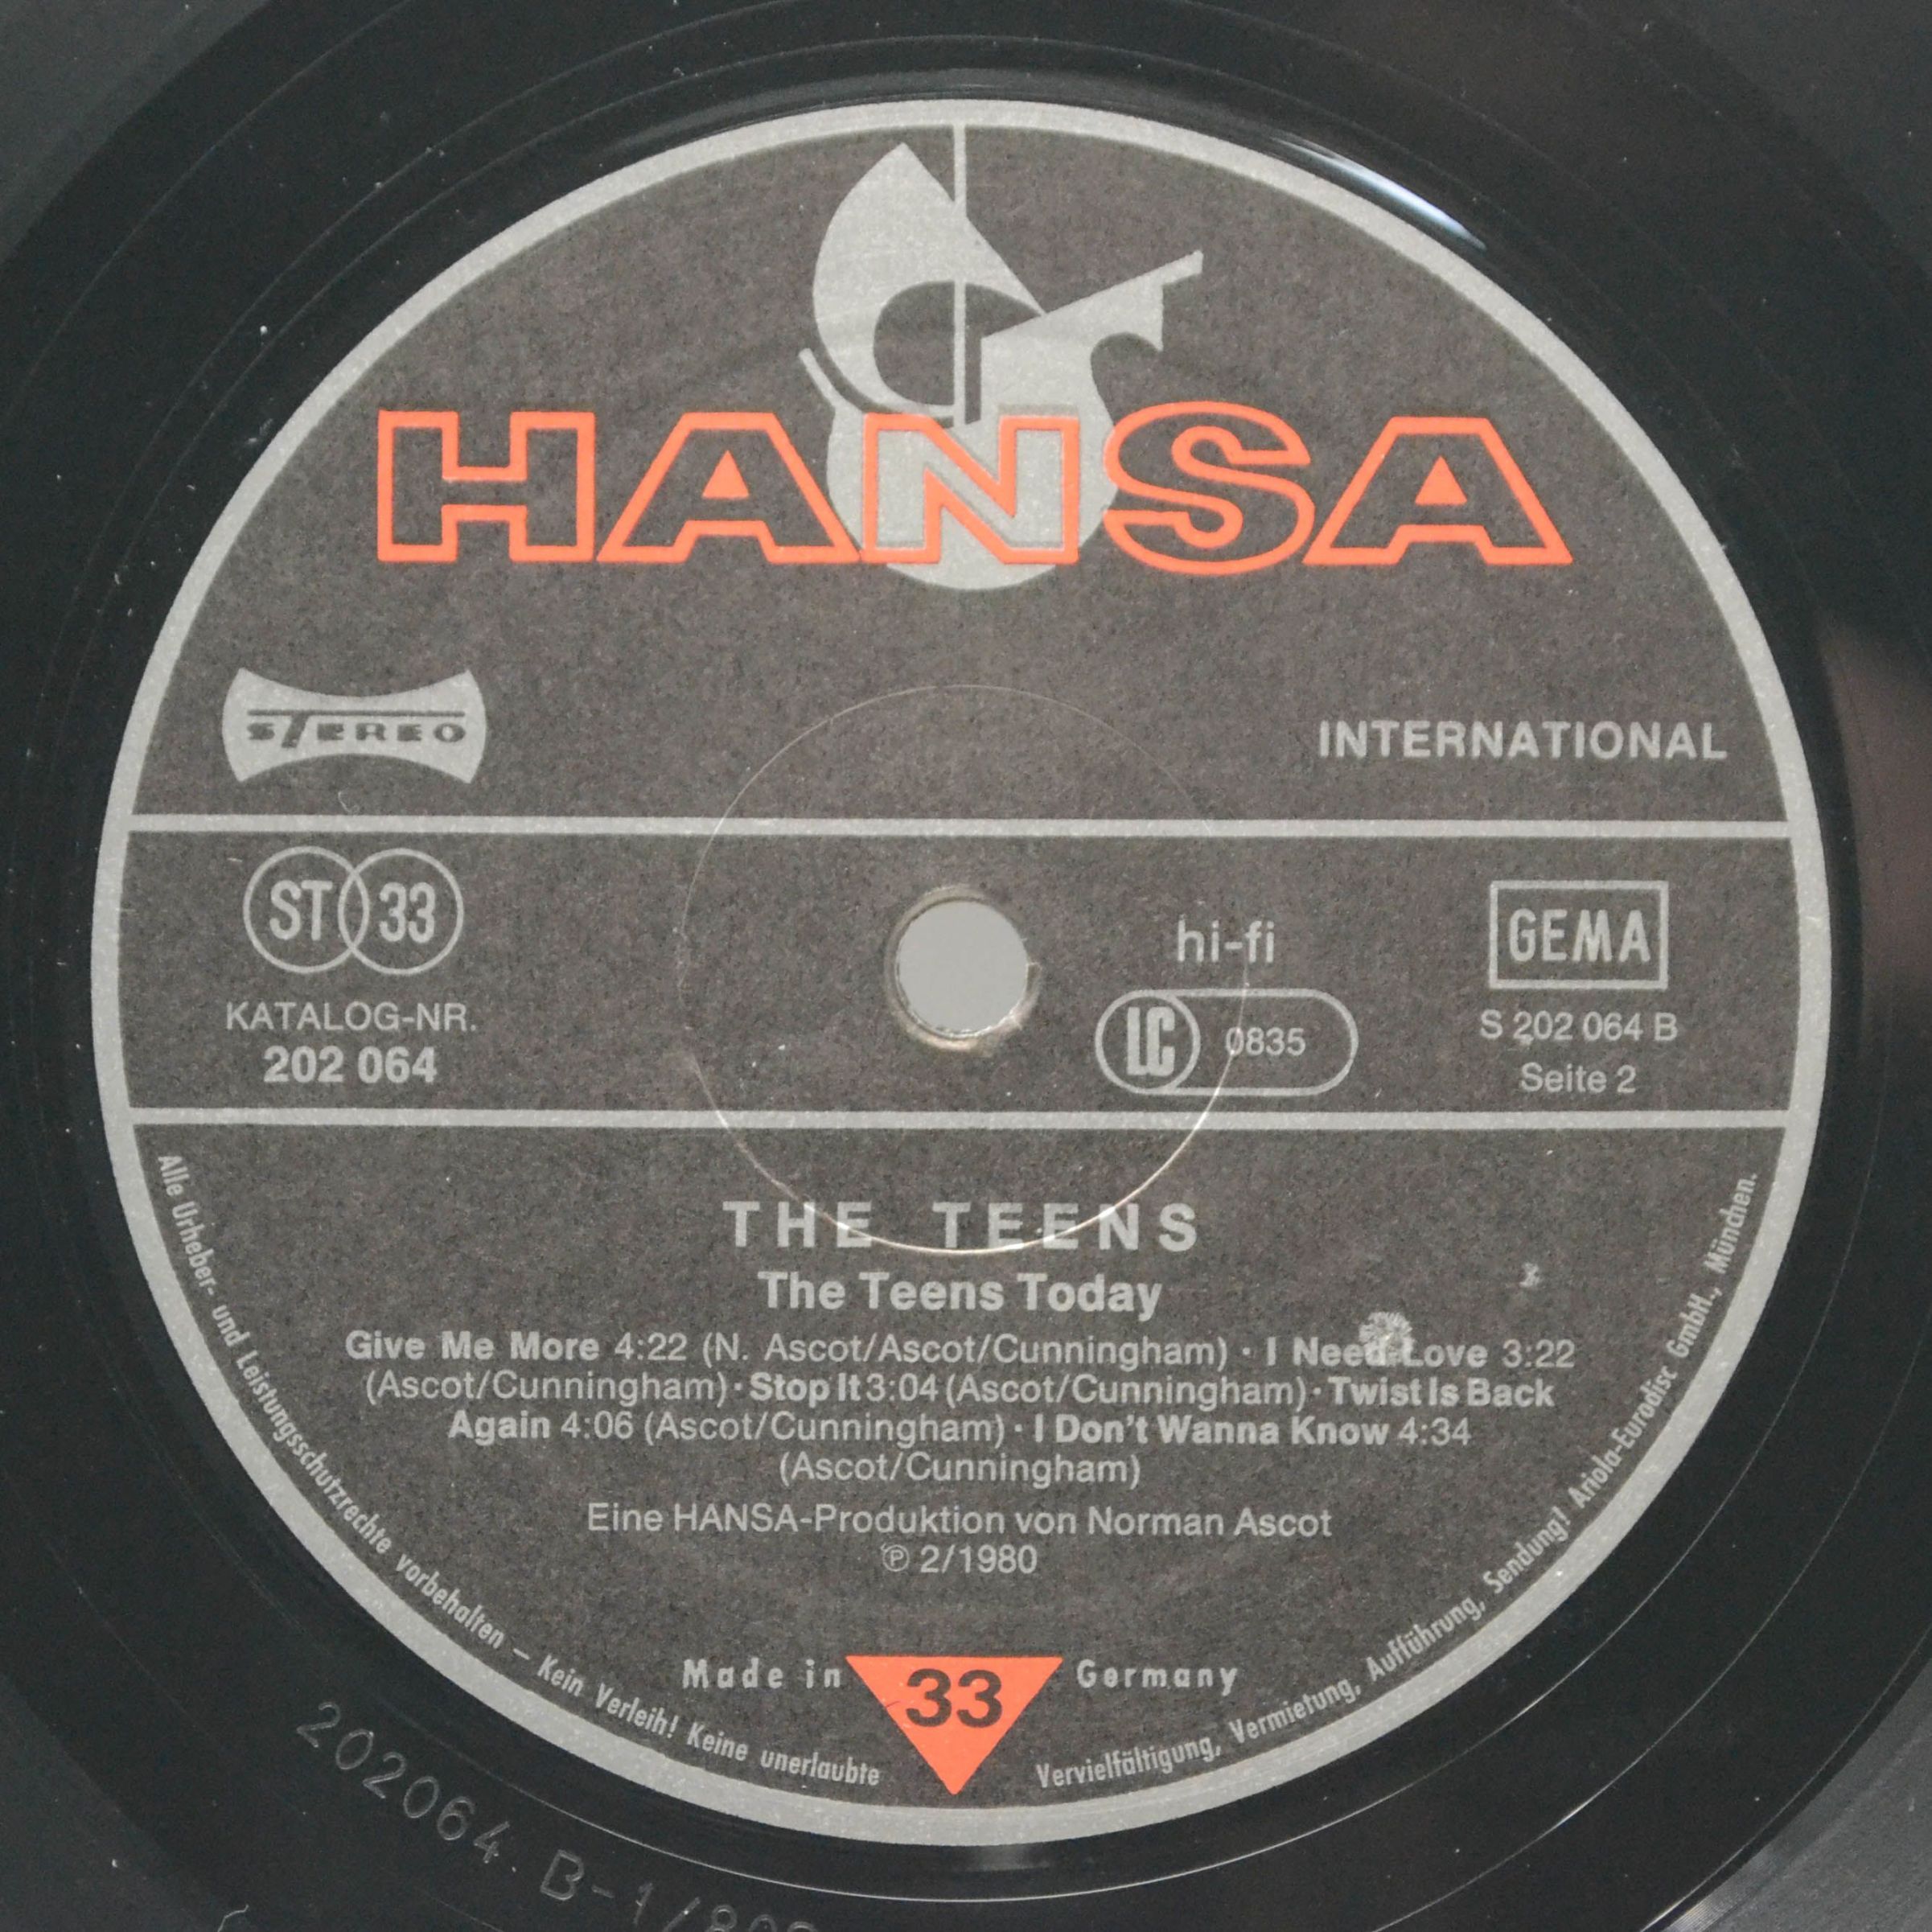 HANSA
STEREO
INTERNATIONAL
ST 33
KATALOG-NR.
202 064
hi-fi
LC 0835
GEMA
S 202 064 B
Seite 2
THE TEENS
The Teens Today
Give Me More 4:22 (N. Ascot/Ascot/Cunningham) · I Need Love 3:22
(Ascot/Cunningham) · Stop It 3:04 (Ascot/Cunningham) · Twist Is Back
Again 4:06 (Ascot/Cunningham) · I Don't Wanna Know 4:34
(Ascot/Cunningham)
Eine HANSA-Produktion von Norman Ascot
℗ 2/1980
Made in 33 Germany
Alle Urheber- und Leistungsschutzrechte vorbehalten – Kein Verleih! Keine unerlaubte Vervielfältigung, Vermietung, Aufführung, Sendung! Ariola-Eurodisc GmbH., München.
202064 B-1/